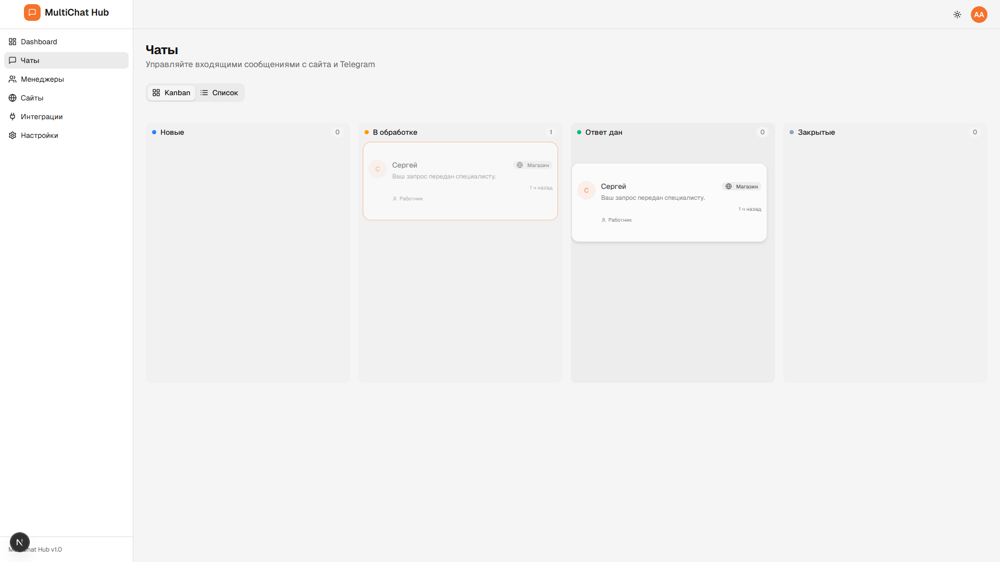 MultiChat Hub
AA
Dashboard
Чаты
Менеджеры
Сайты
Интеграции
Настройки
Чаты
Управляйте входящими сообщениями с сайта и Telegram
Kanban
Список
Новые 0
В обработке 1
С
Сергей
Магазин
Ваш запрос передан специалисту.
1 ч назад
Работник
Ответ дан 0
С
Сергей
Магазин
Ваш запрос передан специалисту.
1 ч назад
Работник
Закрытые 0
N
Hub v1.0